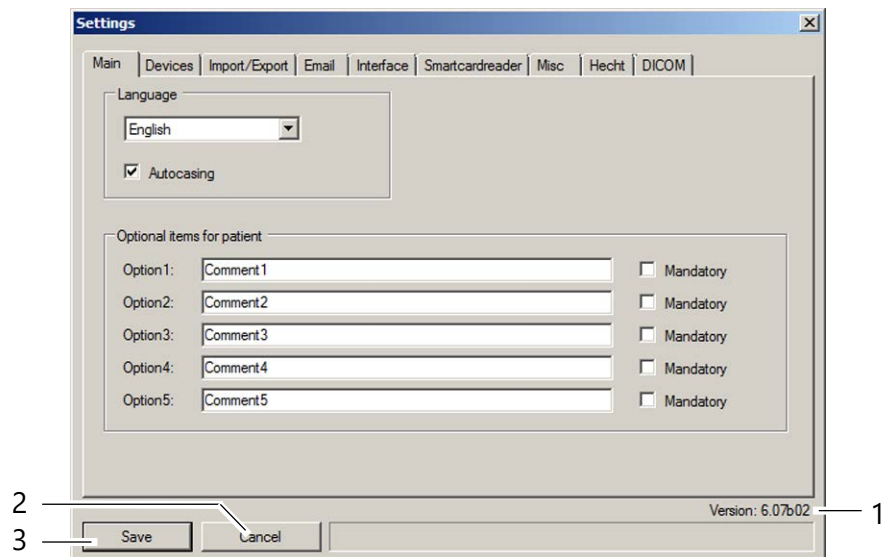 Settings
Main Devices Import/Export Email Interface Smartcardreader Misc Hecht DICOM
Language
English
Autocasing
Optional items for patient
Option1: Comment1 Mandatory
Option2: Comment2 Mandatory
Option3: Comment3 Mandatory
Option4: Comment4 Mandatory
Option5: Comment5 Mandatory
2
Version: 6.07b02 1
3 Save Cancel